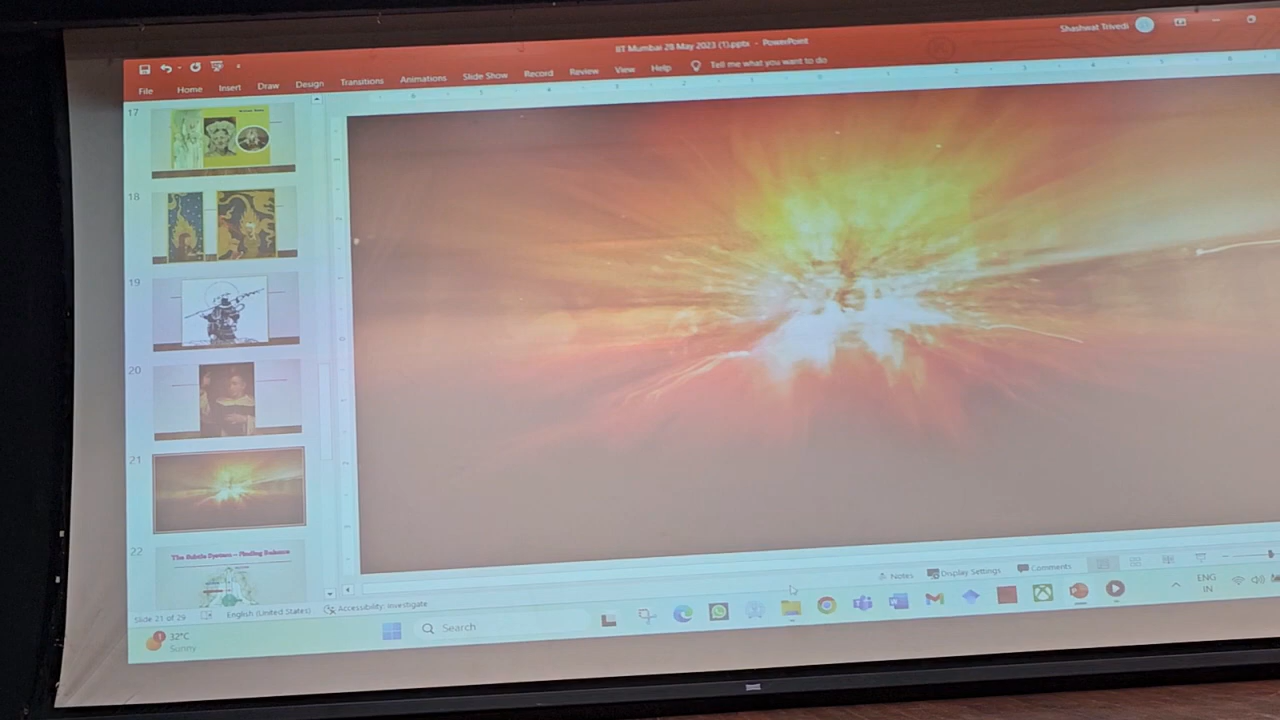 IIT Mumbai 28 May 2023 (1).pptx - PowerPoint
Shashwat Trivedi
File Home Insert Draw Design Transitions Animations Slide Show Record Review View Help Tell me what you want to do
17
18
19
20
21
22
The Subtle System – Finding Balance
Slide 21 of 29 English (United States) Accessibility: Investigate Notes Display Settings Comments
1 32°C
Sunny
Search
ENG
IN